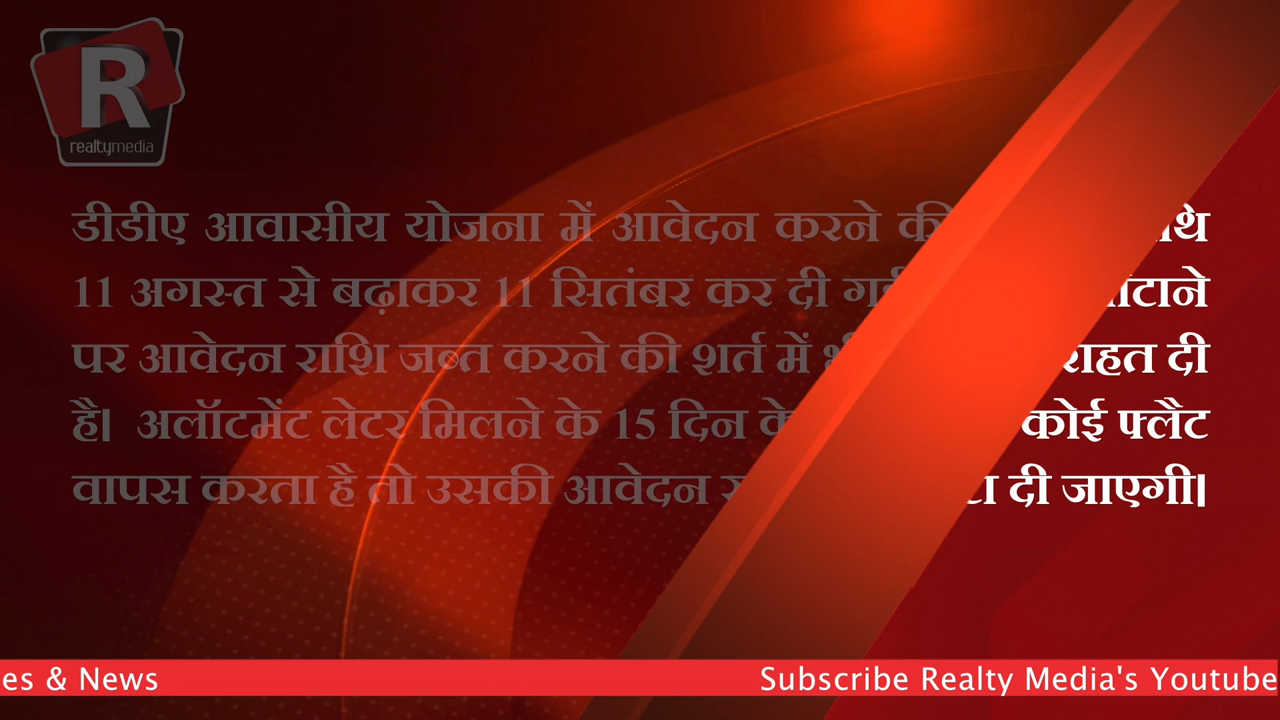 R
realtymedia
डीडीए आवासीय योजना में आवेदन करने की
11 अगस्त से बढ़ाकर 11 सितंबर कर दी
पर आवेदन राशि जब्त करने की शर्त में राहत दी
है। अलॉटमेंट लेटर मिलने के 15 दिन कोई फ्लैट
वापस करता है तो उसकी आवेदन दी जाएगी।
es & News Subscribe Realty Media's Youtube